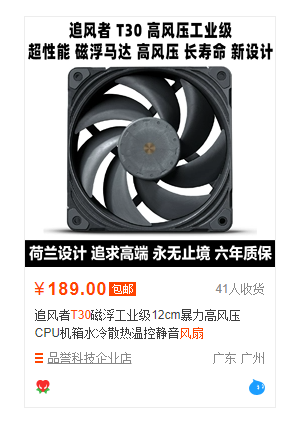 追风者 T30 高风压工业级
超性能 磁浮马达 高风压 长寿命 新设计
荷兰设计 追求高端 永无止境 六年质保
¥189.00 包邮 41人收货
追风者T30磁浮工业级12cm暴力高风压
CPU机箱水冷散热温控静音风扇
品誉科技企业店 广东 广州